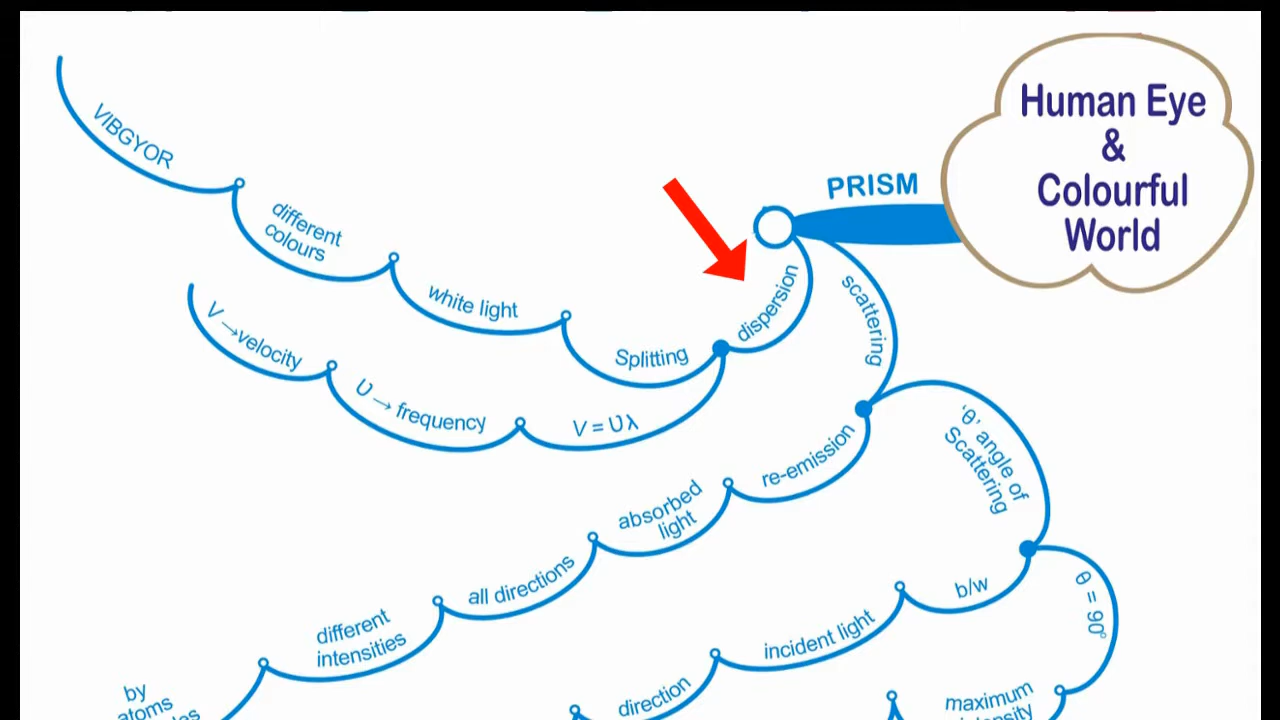 Human Eye
&
Colourful
World
PRISM
dispersion
Splitting
white light
different
colours
VIBGYOR
V = υλ
υ → frequency
V → velocity
scattering
re-emission
absorbed
light
all directions
different
intensities
by
atoms
'θ' angle of
Scattering
b/w
incident light
direction
θ = 90°
maximum